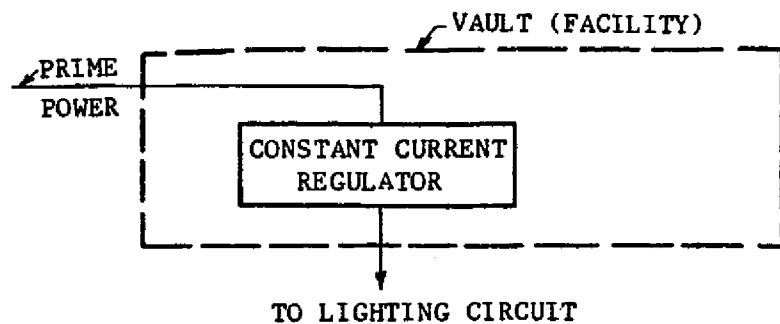 VAULT (FACILITY)
PRIME
POWER
CONSTANT CURRENT
REGULATOR
TO LIGHTING CIRCUIT